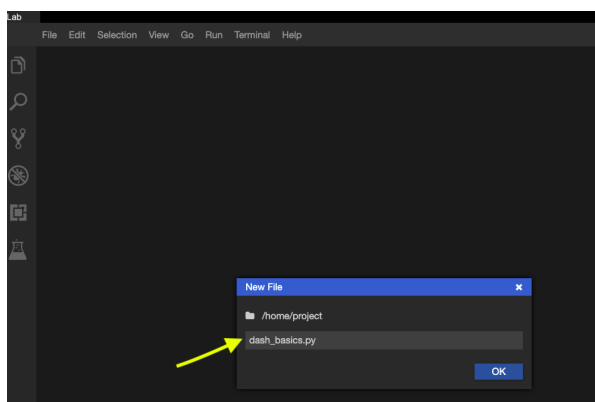 Lab
File Edit Selection View Go Run Terminal Help
New File
/home/project
dash_basics.py
OK